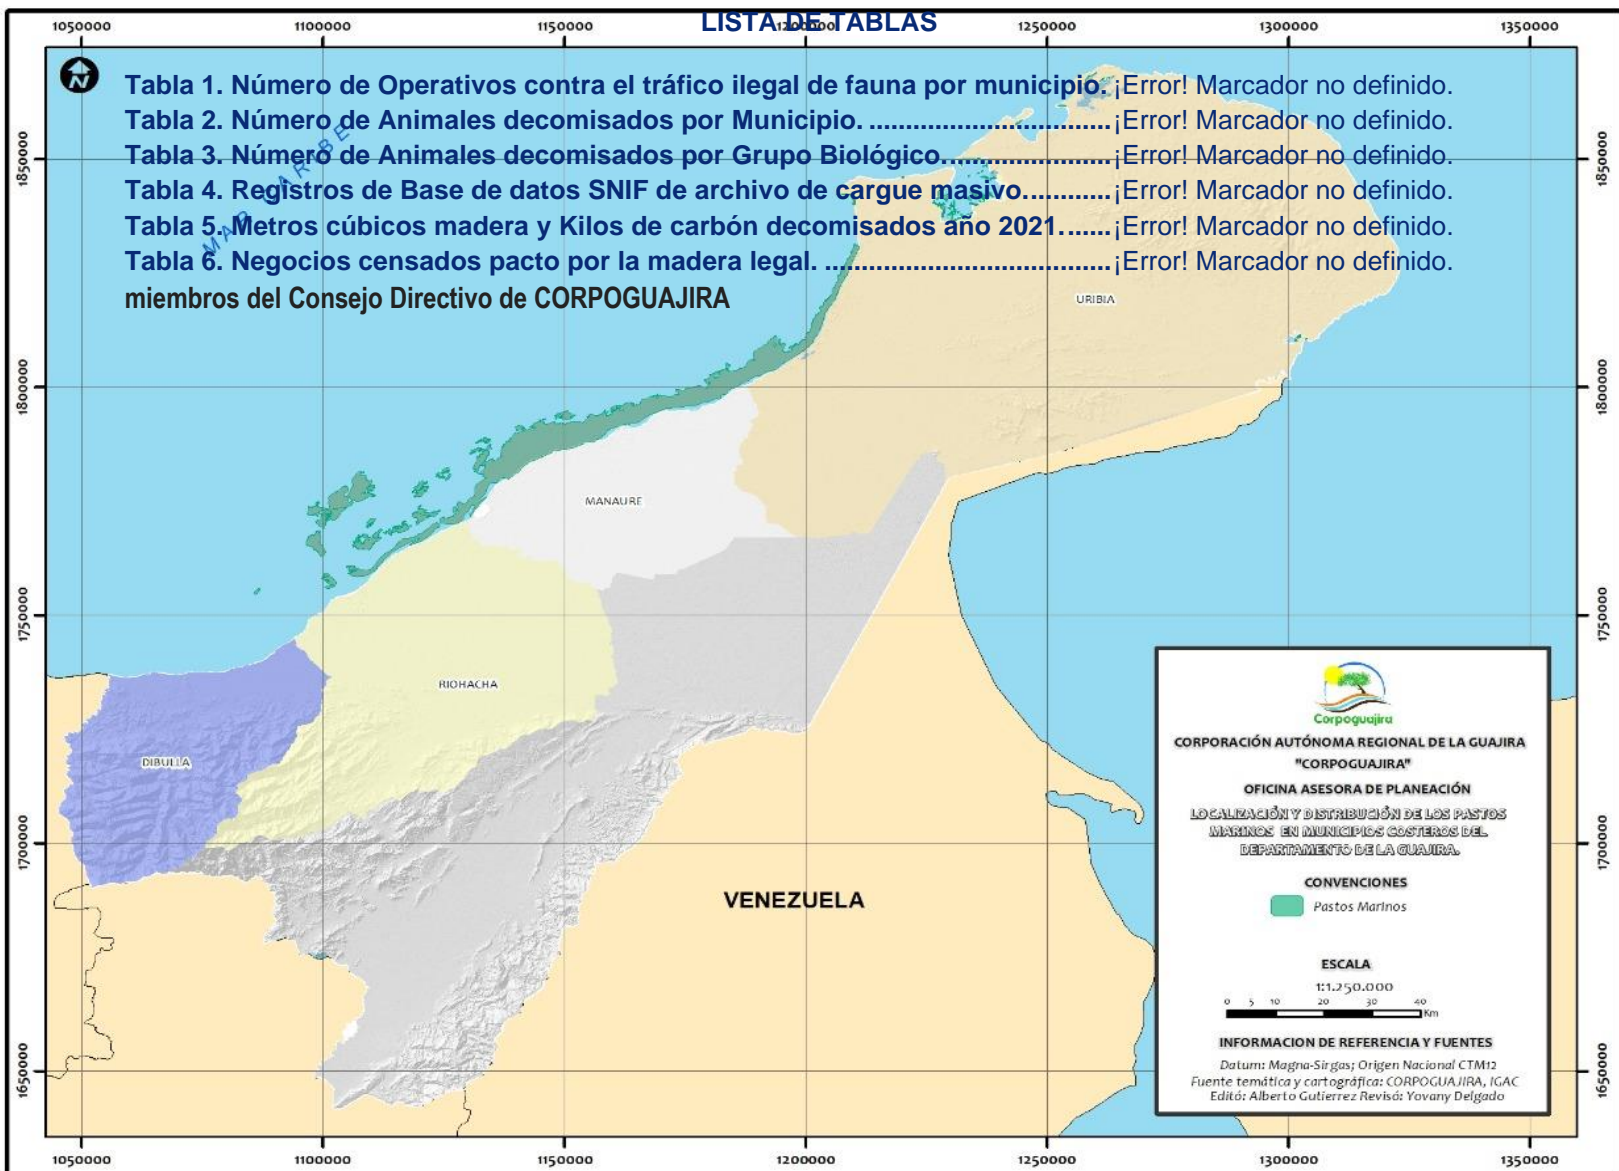 LISTA DE TABLAS
1050000 1100000 1150000 1200000 1250000 1300000 1350000
N
Tabla 1. Número de Operativos contra el tráfico ilegal de fauna por municipio. ¡Error! Marcador no definido.
Tabla 2. Número de Animales decomisados por Municipio. ................................. ¡Error! Marcador no definido.
Tabla 3. Número de Animales decomisados por Grupo Biológico....................... ¡Error! Marcador no definido.
Tabla 4. Registros de Base de datos SNIF de archivo de cargue masivo............ ¡Error! Marcador no definido.
Tabla 5. Metros cúbicos madera y Kilos de carbón decomisados año 2021. ...... ¡Error! Marcador no definido.
Tabla 6. Negocios censados pacto por la madera legal. ....................................... ¡Error! Marcador no definido.
miembros del Consejo Directivo de CORPOGUAJIRA
MAR CARIBE
1850000 1850000
URIBIA
1800000 1800000
MANAURE
1750000 1750000
RIOHACHA
DIBULLA
1700000 1700000
VENEZUELA
1650000 1650000
Corpoguajira
CORPORACIÓN AUTÓNOMA REGIONAL DE LA GUAJIRA
"CORPOGUAJIRA"
OFICINA ASESORA DE PLANEACIÓN
LOCALIZACIÓN Y DISTRIBUCIÓN DE LOS PASTOS
MARINOS EN MUNICIPIOS COSTEROS DEL
DEPARTAMENTO DE LA GUAJIRA.
CONVENCIONES
Pastos Marinos
ESCALA
1:1.250.000
0 5 10 20 30 40
Km
INFORMACION DE REFERENCIA Y FUENTES
Datum: Magna-Sirgas; Origen Nacional CTM12
Fuente temática y cartográfica: CORPOGUAJIRA, IGAC
Editó: Alberto Gutierrez Revisó: Yovany Delgado
1050000 1100000 1150000 1200000 1250000 1300000 1350000